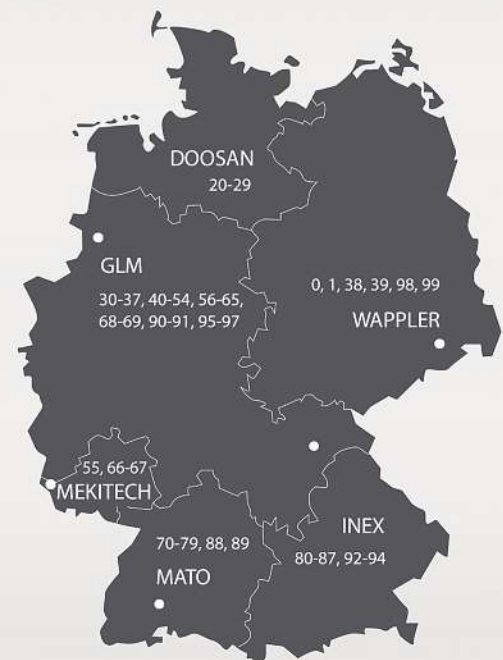 DOOSAN
20-29
GLM
30-37, 40-54, 56-65,
68-69, 90-91, 95-97
0, 1, 38, 39, 98, 99
WAPPLER
55, 66-67
MEKITECH
70-79, 88, 89
MATO
INEX
80-87, 92-94